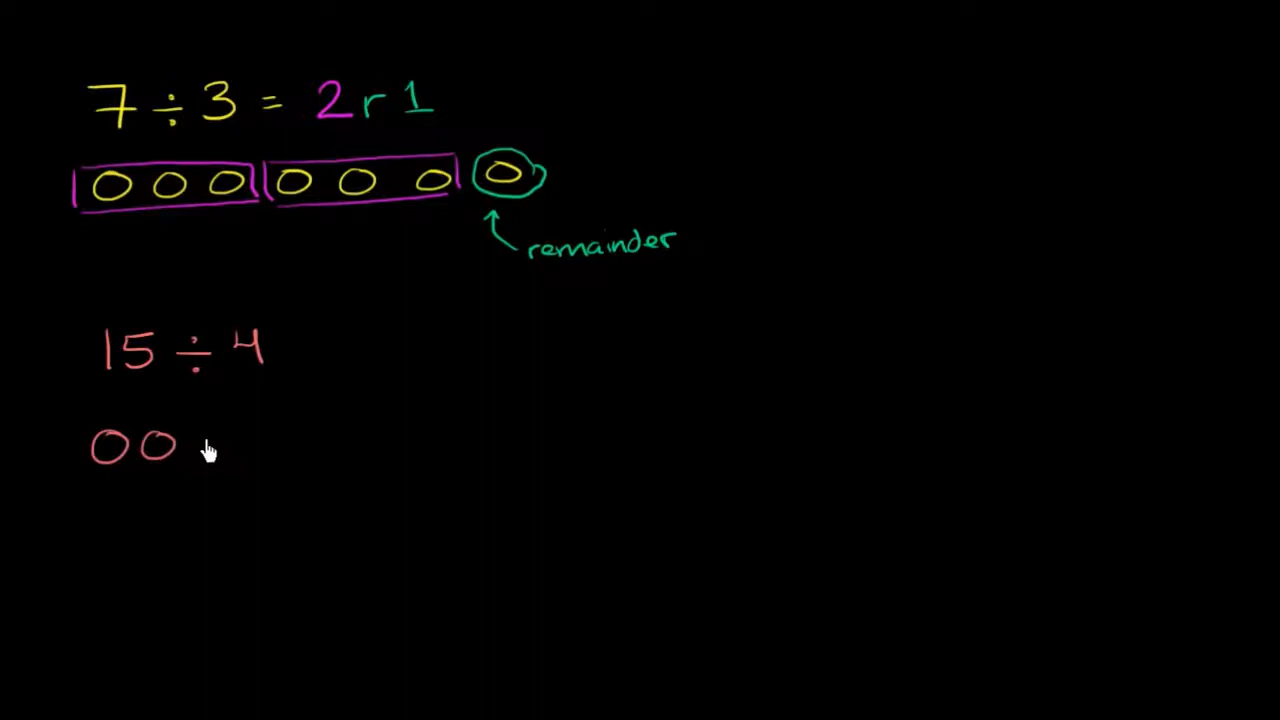 7 ÷ 3 = 2 r 1
remainder
15 ÷ 4